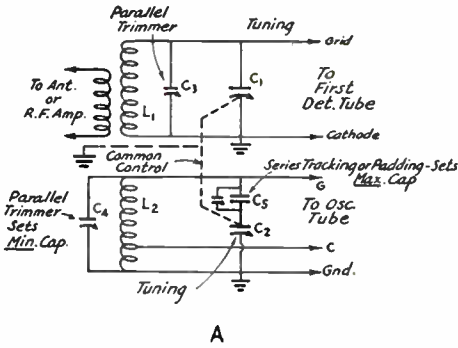 Parallel
Trimmer
Tuning
Grid
C3
C1
To Ant.
or
R.F. Amp.
L1
To
First
Det. Tube
Cathode
Common
Control
Series Tracking or Padding-Sets
Max. Cap
G
Parallel
Trimmer
Sets
Min. Cap.
C4
L2
C5
To Osc.
Tube
C2
C
Tuning
Gnd.
A